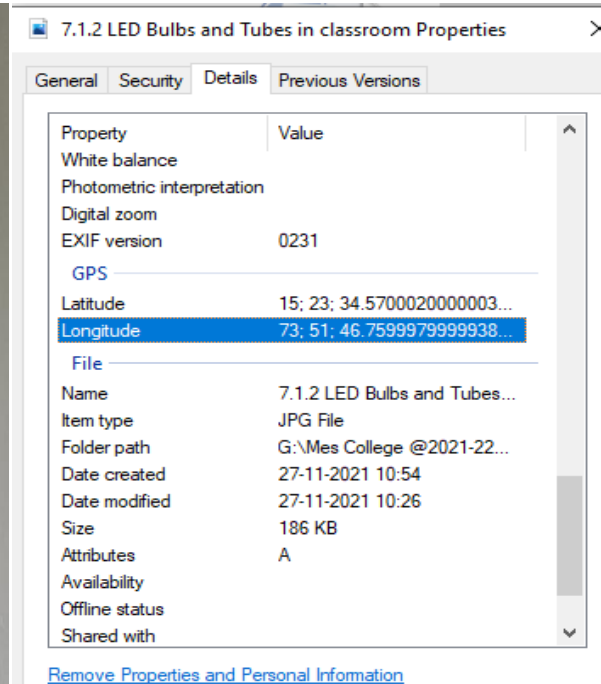 7.1.2 LED Bulbs and Tubes in classroom Properties
General Security Details Previous Versions
Property Value
White balance
Photometric interpretation
Digital zoom
EXIF version 0231
GPS
Latitude 15; 23; 34.5700020000003...
Longitude 73; 51; 46.7599979999938...
File
Name 7.1.2 LED Bulbs and Tubes...
Item type JPG File
Folder path G:\Mes College @2021-22...
Date created 27-11-2021 10:54
Date modified 27-11-2021 10:26
Size 186 KB
Attributes A
Availability
Offline status
Shared with
Remove Properties and Personal Information